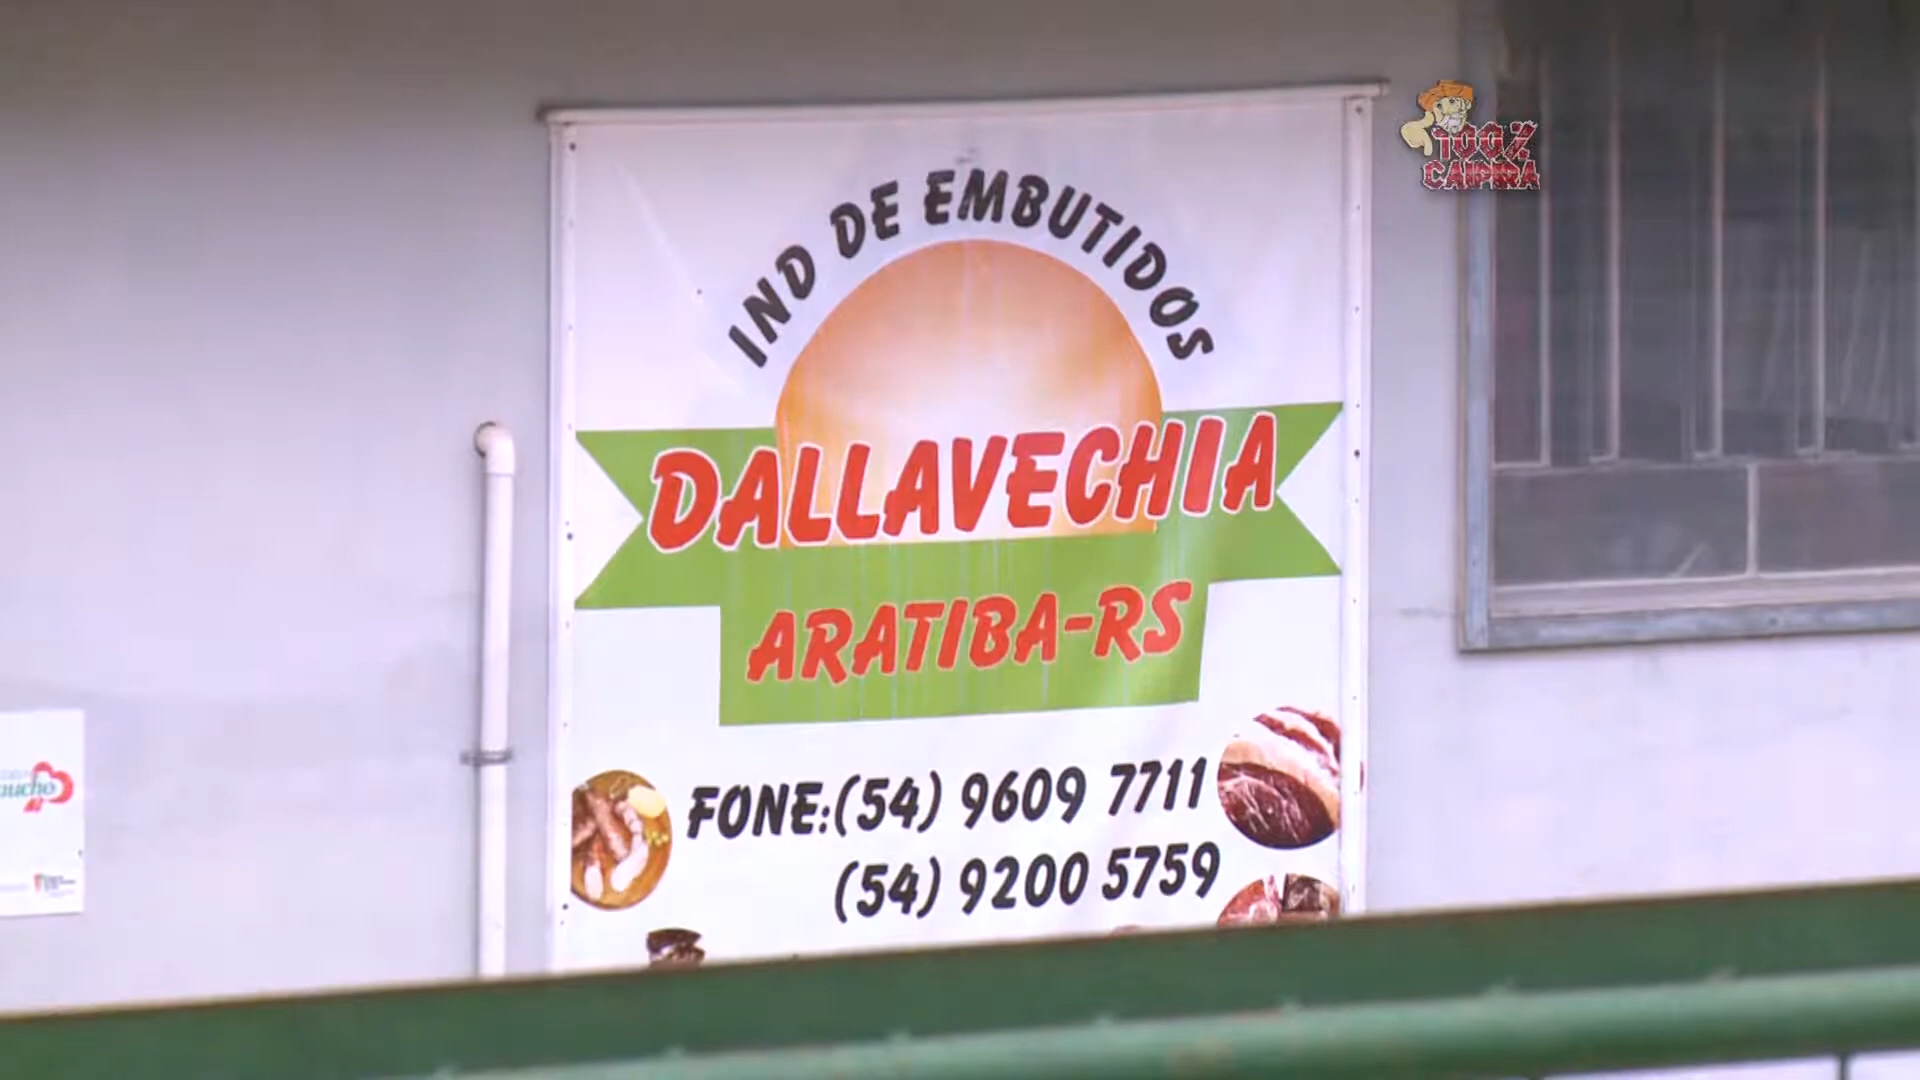 100%
CAIPIRA
IND DE EMBUTIDOS
DALLAVECHIA
ARATIBA-RS
FONE:(54) 9609 7711
(54) 9200 5759